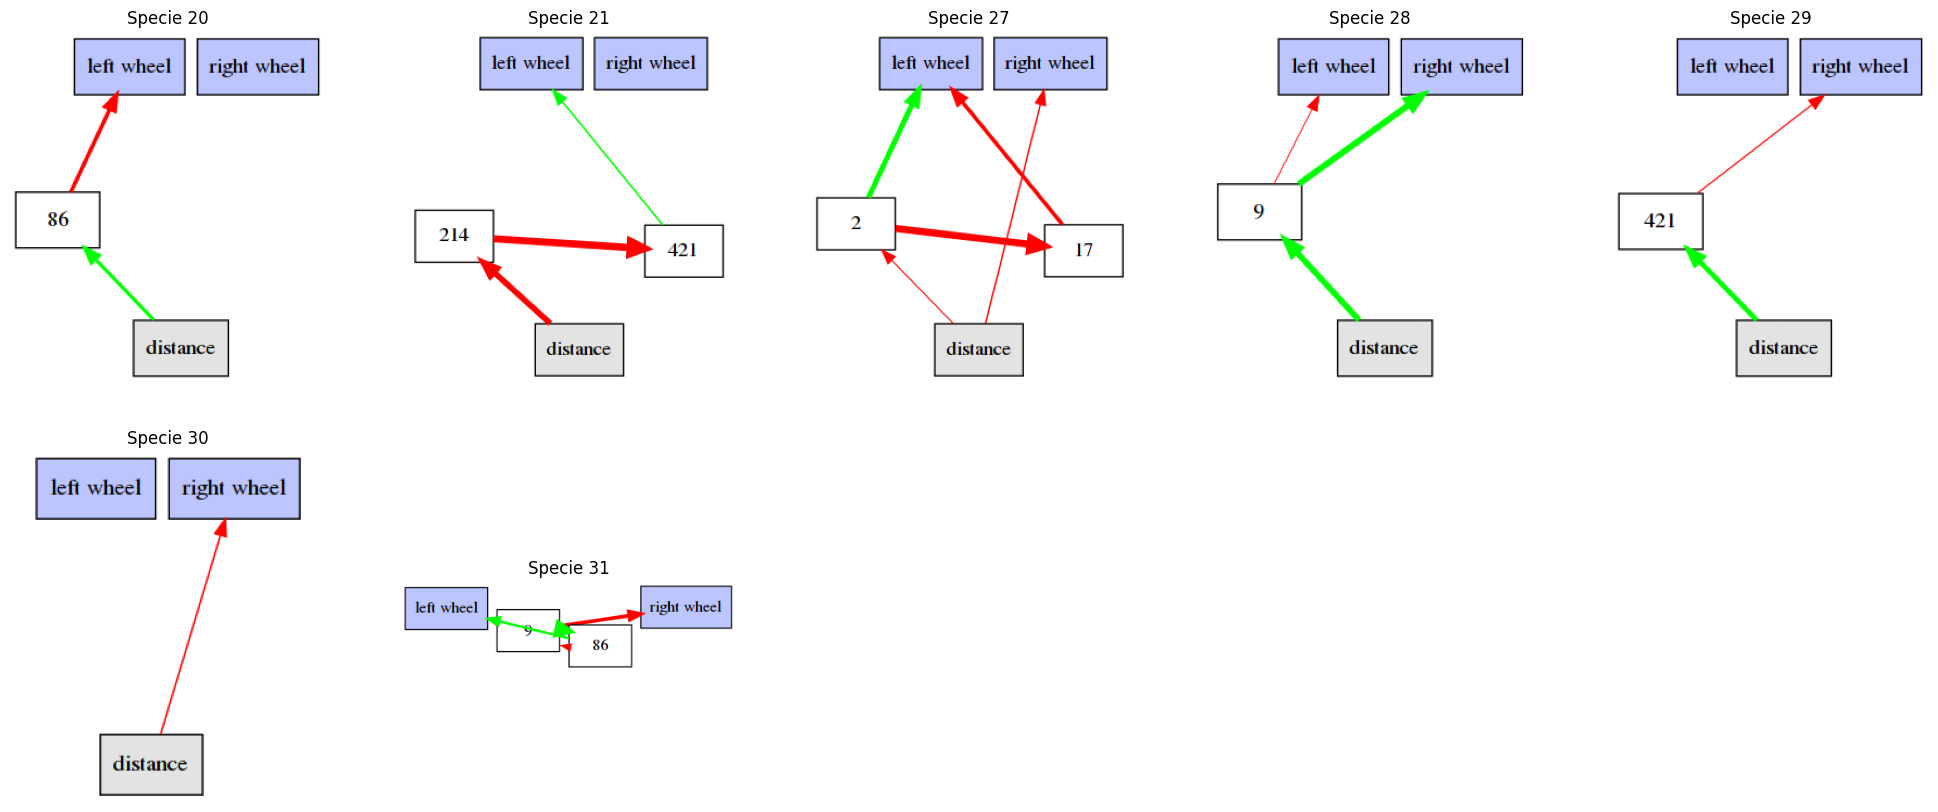 Specie 20
left wheel
right wheel
86
distance
Specie 21
left wheel
right wheel
214
421
distance
Specie 27
left wheel
right wheel
2
17
distance
Specie 28
left wheel
right wheel
9
distance
Specie 29
left wheel
right wheel
421
distance
Specie 30
left wheel
right wheel
distance
Specie 31
left wheel
right wheel
9
86